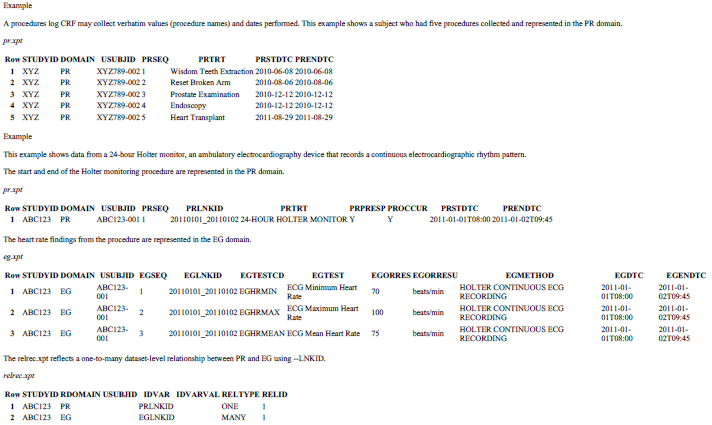 Example
A procedures log CRF may collect verbatim values (procedure names) and dates performed. This example shows a subject who had five procedures collected and represented in the PR domain.
pr.xpt
Row STUDYID DOMAIN USUBJID PRSEQ PRTRT PRSTDTC PRENDTC
1 XYZ PR XYZ789-002 1 Wisdom Teeth Extraction 2010-06-08 2010-06-08
2 XYZ PR XYZ789-002 2 Reset Broken Arm 2010-08-06 2010-08-06
3 XYZ PR XYZ789-002 3 Prostate Examination 2010-12-12 2010-12-12
4 XYZ PR XYZ789-002 4 Endoscopy 2010-12-12 2010-12-12
5 XYZ PR XYZ789-002 5 Heart Transplant 2011-08-29 2011-08-29
Example
This example shows data from a 24-hour Holter monitor, an ambulatory electrocardiography device that records a continuous electrocardiographic rhythm pattern.
The start and end of the Holter monitoring procedure are represented in the PR domain.
pr.xpt
Row STUDYID DOMAIN USUBJID PRSEQ PRLNKID PRTRT PRPRESP PROCCUR PRSTDTC PRENDTC
1 ABC123 PR ABC123-001 1 20110101_20110102 24-HOUR HOLTER MONITOR Y Y 2011-01-01T08:00 2011-01-02T09:45
The heart rate findings from the procedure are represented in the EG domain.
eg.xpt
Row STUDYID DOMAIN USUBJID EGSEQ EGLNKID EGTESTCD EGTEST EGORRES EGORRESU EGMETHOD EGDTC EGENDTC
1 ABC123 EG ABC123-001 1 20110101_20110102 EGHRMIN ECG Minimum Heart Rate 70 beats/min HOLTER CONTINUOUS ECG RECORDING 2011-01-01T08:00 2011-01-02T09:45
2 ABC123 EG ABC123-001 2 20110101_20110102 EGHRMAX ECG Maximum Heart Rate 100 beats/min HOLTER CONTINUOUS ECG RECORDING 2011-01-01T08:00 2011-01-02T09:45
3 ABC123 EG ABC123-001 3 20110101_20110102 EGHRMEAN ECG Mean Heart Rate 75 beats/min HOLTER CONTINUOUS ECG RECORDING 2011-01-01T08:00 2011-01-02T09:45
The relrec.xpt reflects a one-to-many dataset-level relationship between PR and EG using --LNKID.
relrec.xpt
Row STUDYID RDOMAIN USUBJID IDVAR IDVARVAL RELTYPE RELID
1 ABC123 PR PRLNKID ONE 1
2 ABC123 EG EGLNKID MANY 1